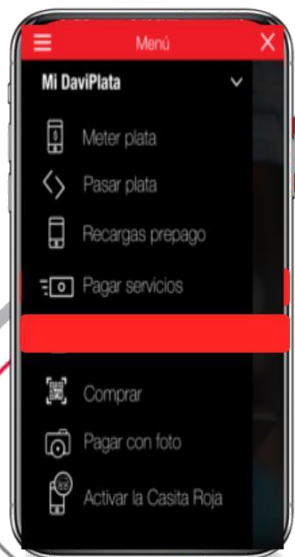 Menú
Mi DaviPlata
Meter plata
Pasar plata
Recargas prepago
Pagar servicios
Comprar
Pagar con foto
Activar la Casita Roja